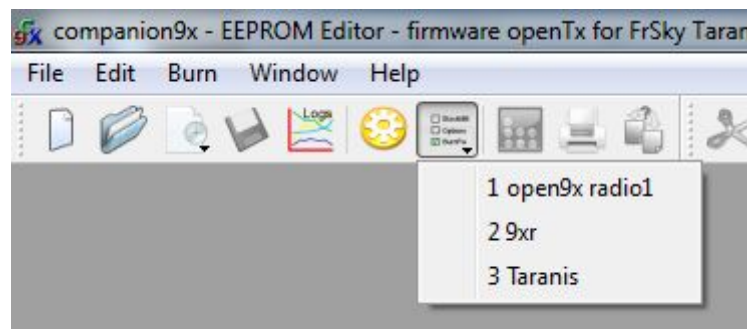 companion9x - EEPROM Editor - firmware openTx for FrSky Taran
File Edit Burn Window Help
Logs
1 open9x radio1
2 9xr
3 Taranis